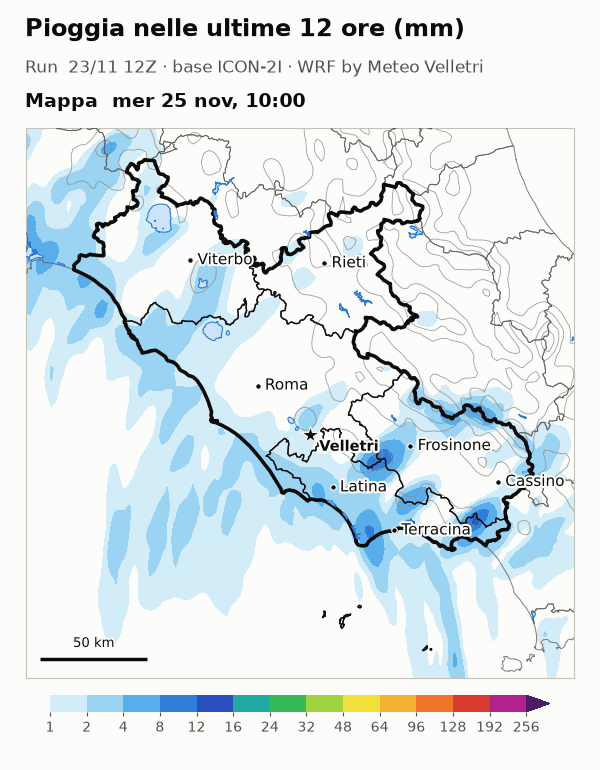 Pioggia nelle ultime 12 ore (mm)
Run  23/11 12Z · base ICON-2I · WRF by Meteo Velletri
Mappa  mer 25 nov, 10:00
Viterbo
Rieti
Roma
Velletri
Frosinone
Latina
Cassino
Terracina
50 km
1 2 4 8 12 16 24 32 48 64 96 128 192 256